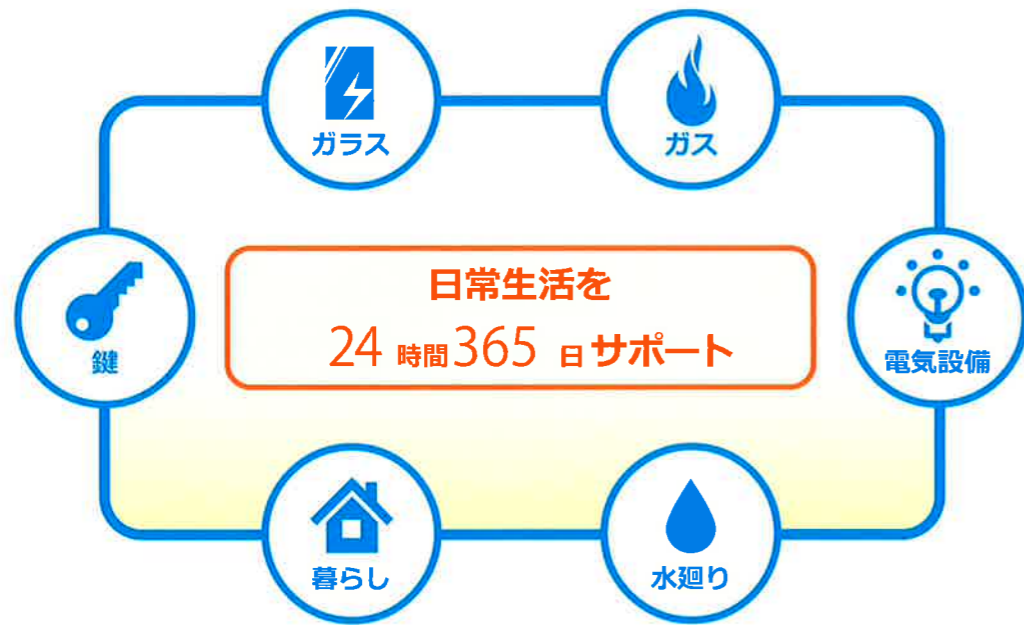 ガラス
ガス
鍵
日常生活を
24 時間 365 日 サポート
電気設備
暮らし
水廻り